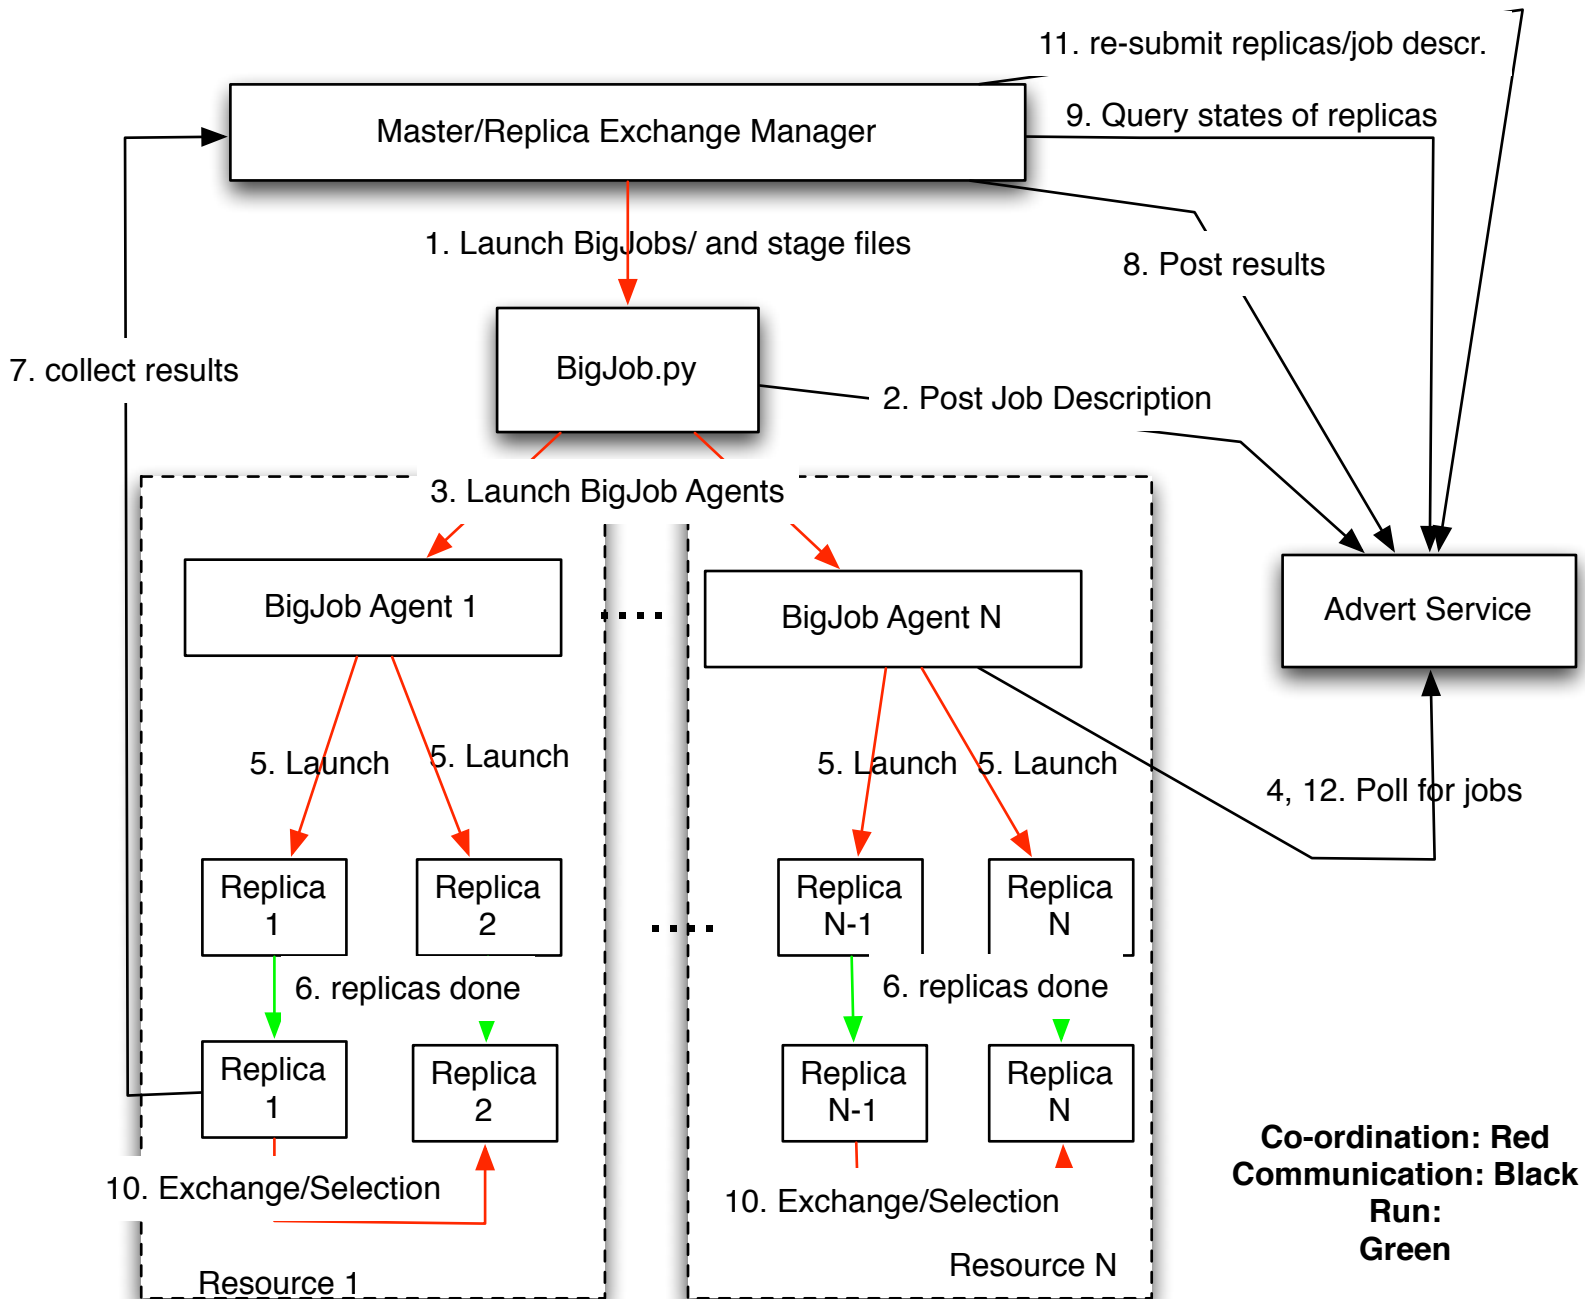 11. re-submit replicas/job descr.
Master/Replica Exchange Manager
9. Query states of replicas
1. Launch BigJobs/ and stage files
8. Post results
7. collect results
BigJob.py
2. Post Job Description
3. Launch BigJob Agents
BigJob Agent 1
BigJob Agent N
Advert Service
5. Launch
5. Launch
5. Launch
5. Launch
4, 12. Poll for jobs
Replica
1
Replica
2
Replica
N-1
Replica
N
6. replicas done
6. replicas done
Replica
1
Replica
2
Replica
N-1
Replica
N
10. Exchange/Selection
10. Exchange/Selection
Resource 1
Resource N
Co-ordination: Red
Communication: Black
Run:
Green